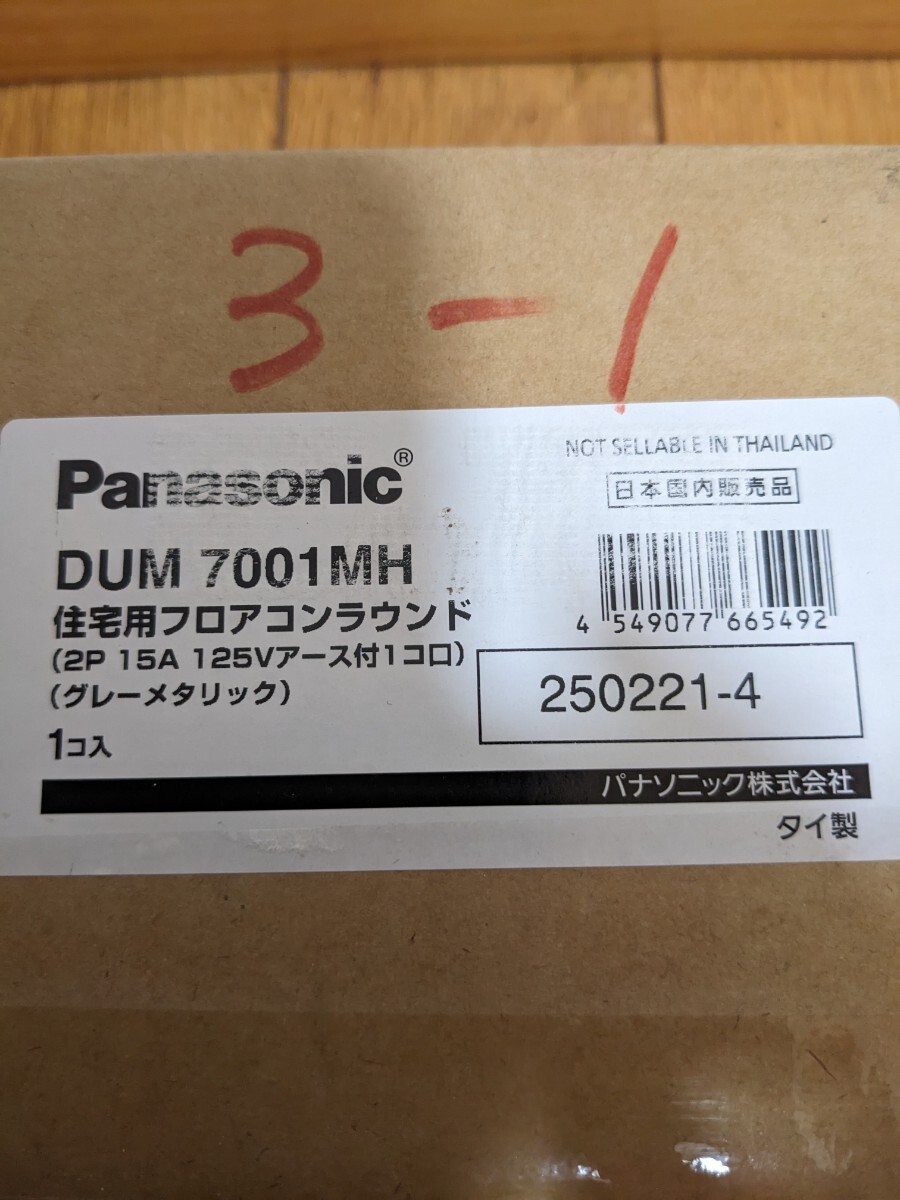 3-1
Panasonic®
NOT SELLABLE IN THAILAND
日本国内販売品
DUM 7001MH
住宅用フロアコンラウンド
(2P 15A 125Vアース付1コ口)
(グレーメタリック)
1コ入
4 549077 665492
250221-4
パナソニック株式会社
タイ製